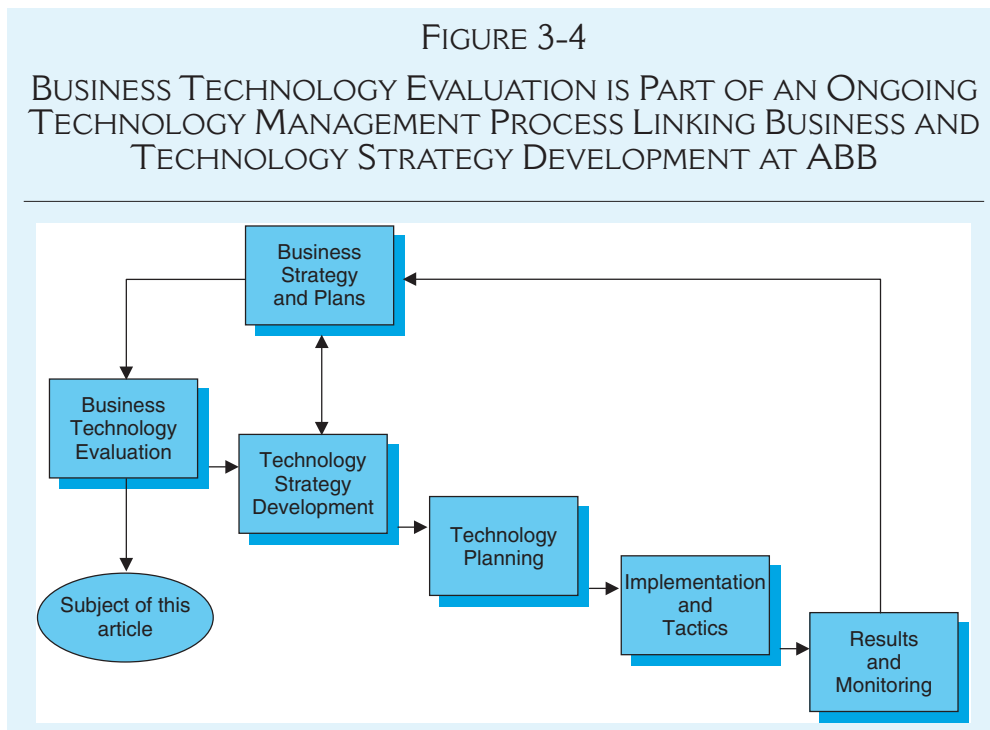 FIGURE 3-4
BUSINESS TECHNOLOGY EVALUATION IS PART OF AN ONGOING
TECHNOLOGY MANAGEMENT PROCESS LINKING BUSINESS AND
TECHNOLOGY STRATEGY DEVELOPMENT AT ABB
Business
Strategy
and Plans
Business
Technology
Evaluation
Technology
Strategy
Development
Technology
Planning
Implementation
and
Tactics
Subject of this
article
Results
and
Monitoring